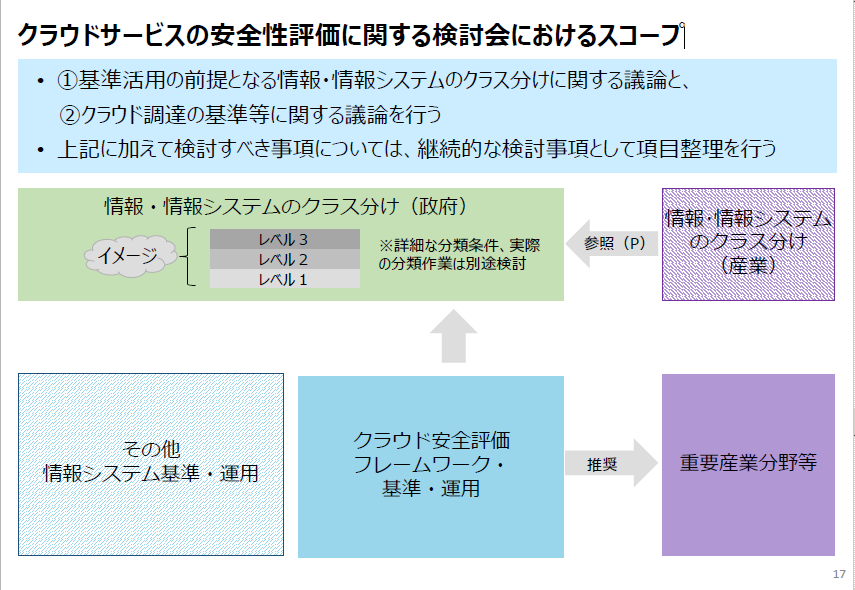 クラウドサービスの安全性評価に関する検討会におけるスコープ
• ①基準活用の前提となる情報・情報システムのクラス分けに関する議論と、
②クラウド調達の基準等に関する議論を行う
• 上記に加えて検討すべき事項については、継続的な検討事項として項目整理を行う
情報・情報システムのクラス分け（政府）
イメージ
レベル３
レベル２
レベル１
※詳細な分類条件、実際
の分類作業は別途検討
参照（P）
情報・情報システム
のクラス分け
（産業）
その他
情報システム基準・運用
クラウド安全評価
フレームワーク・
基準・運用
推奨
重要産業分野等
17